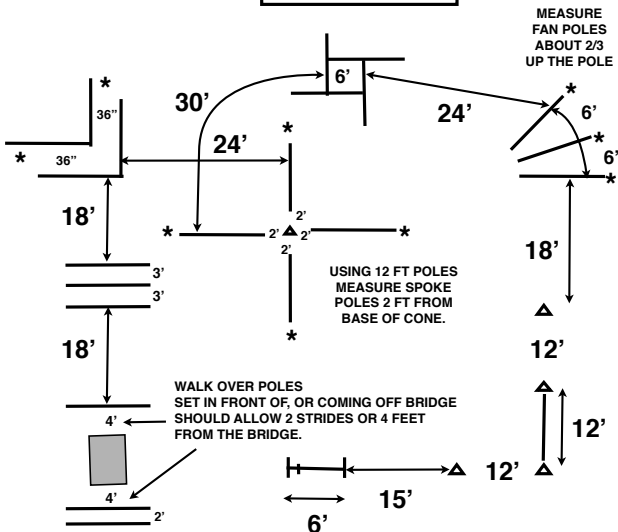 MEASURE
FAN POLES
ABOUT 2/3
UP THE POLE
*
6'
*
36"
30'
24'
6'
*
*
24'
*
6'
*
36"
*
18'
2'
*
2'
2'
*
2'
18'
3'
USING 12 FT POLES
MEASURE SPOKE
POLES 2 FT FROM
BASE OF CONE.
3'
*
18'
12'
WALK OVER POLES
SET IN FRONT OF, OR COMING OFF BRIDGE
SHOULD ALLOW 2 STRIDES OR 4 FEET
FROM THE BRIDGE.
4'
12'
12'
4'
15'
2'
6'